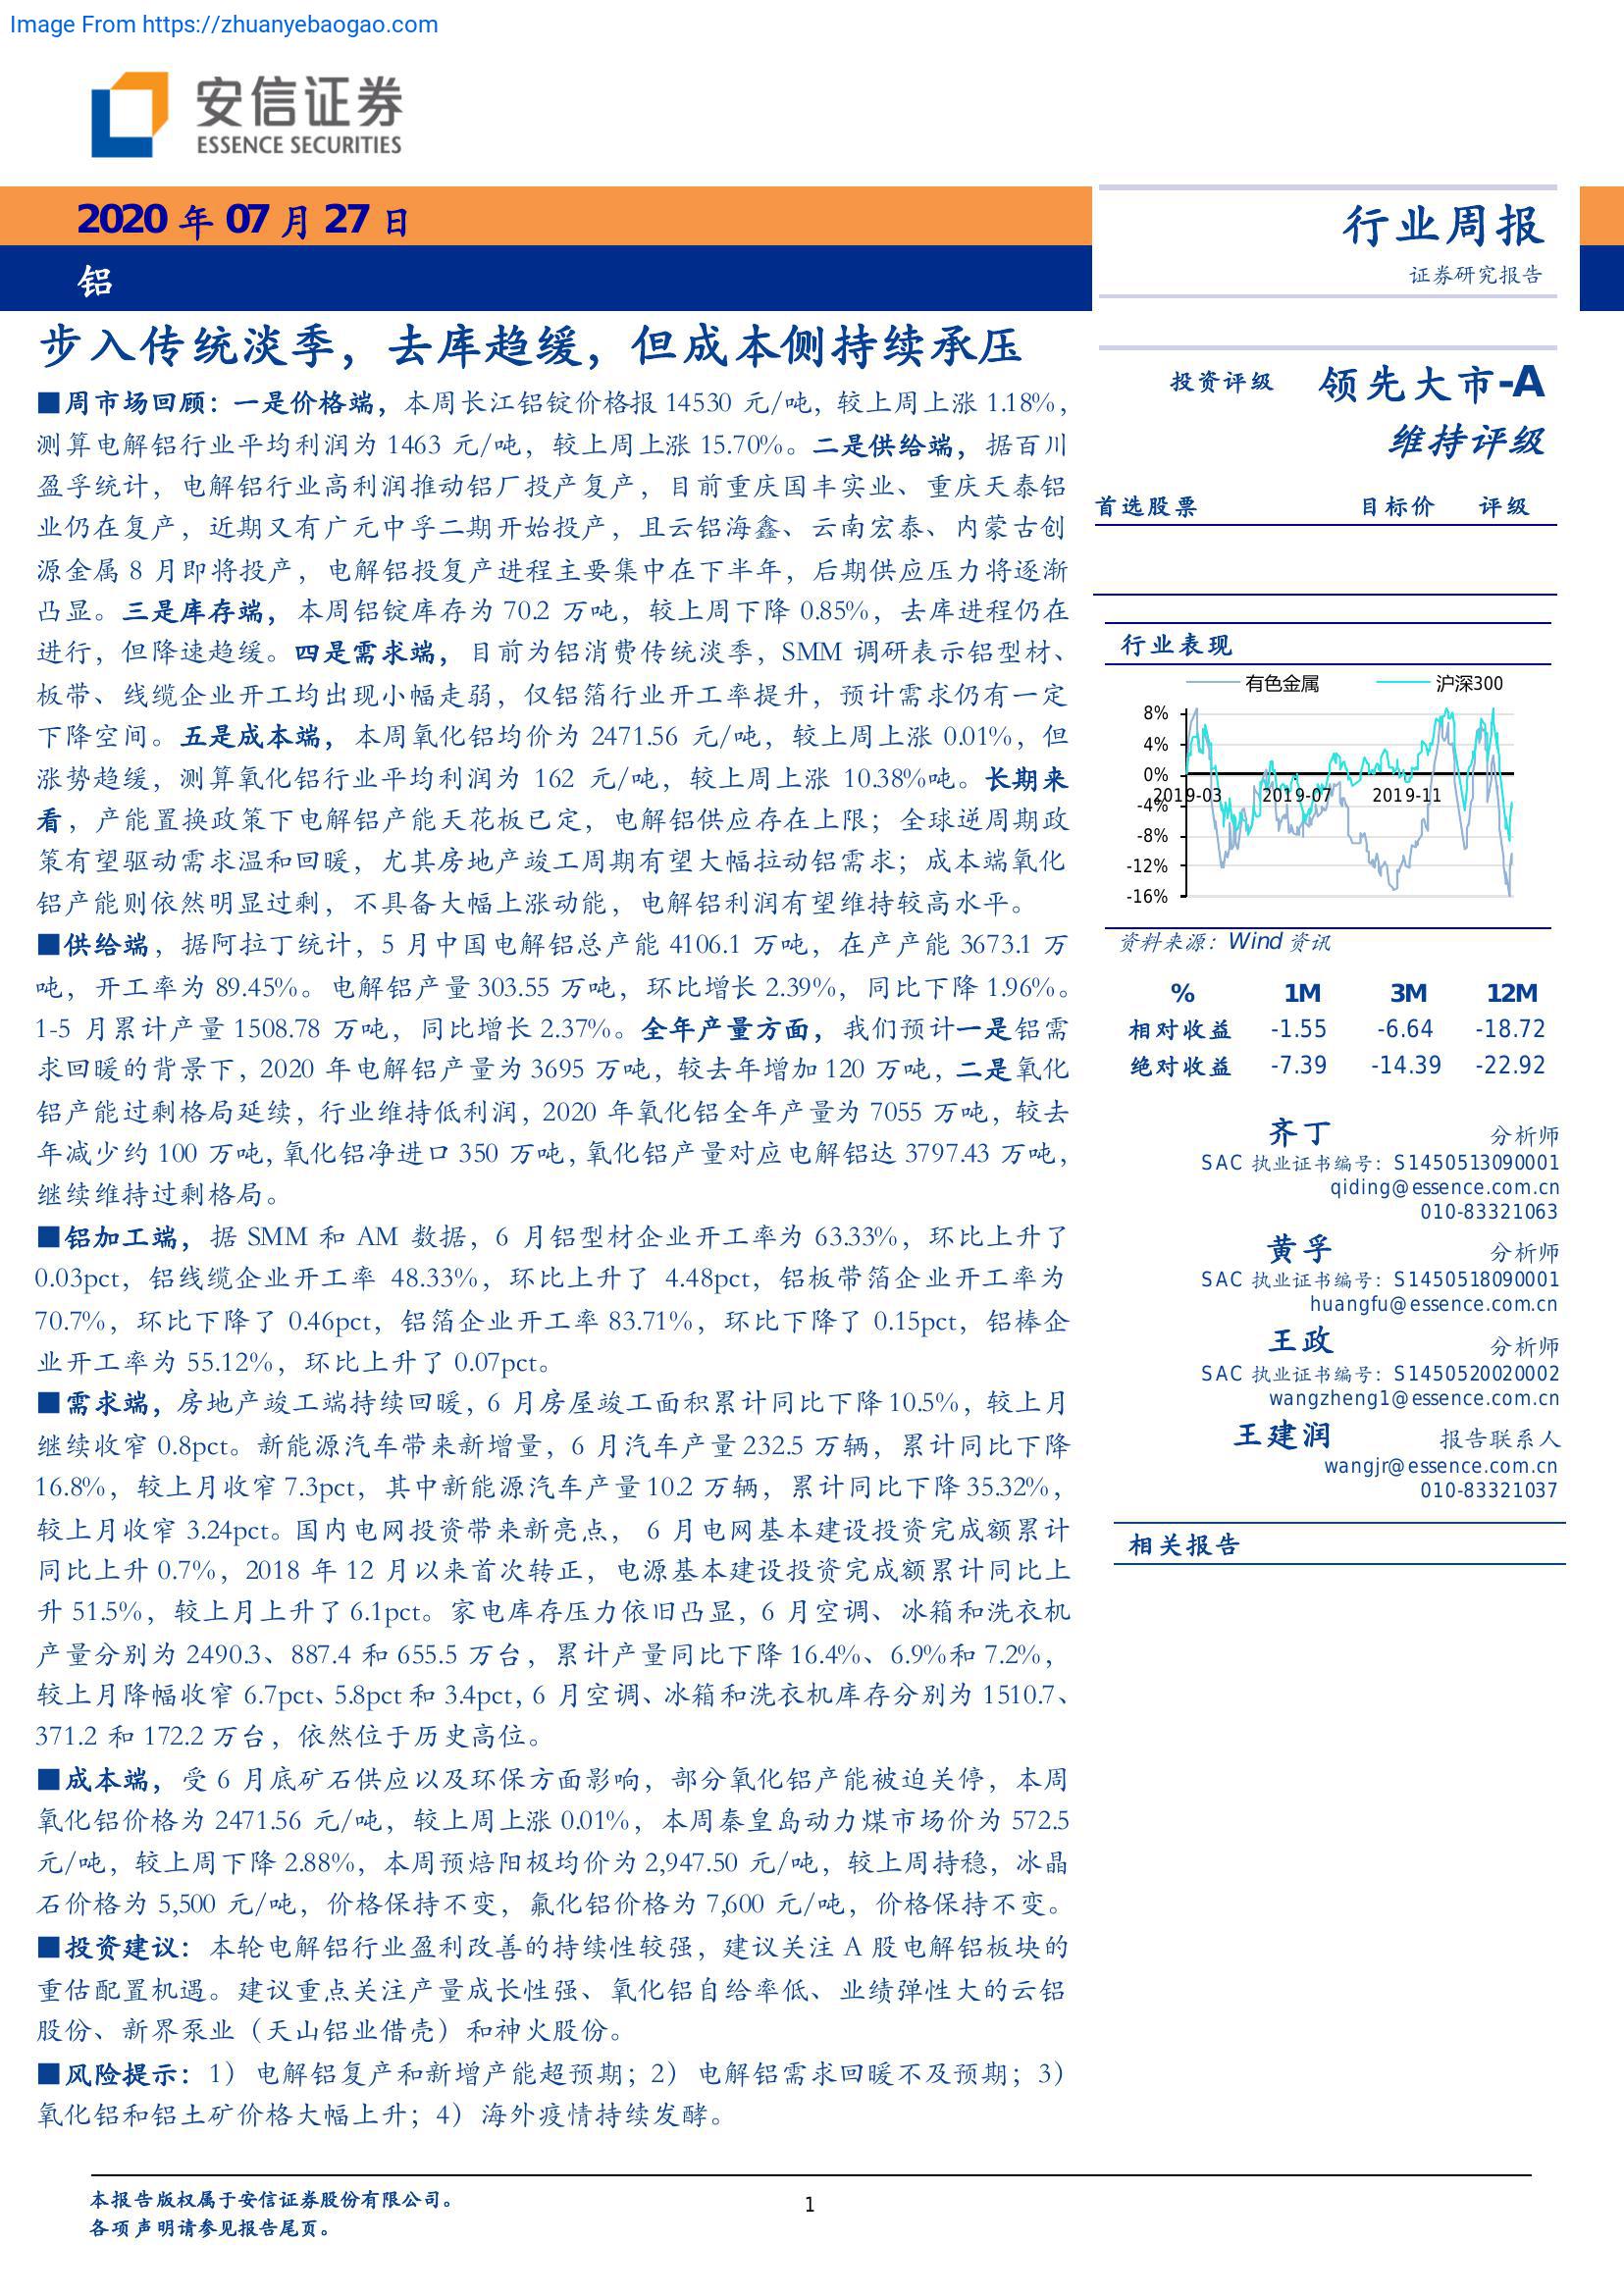 Image From https://zhuanyebaogao.com
安信证券
ESSENCE SECURITIES
2020 年 07 月 27 日
铝
行业周报
证券研究报告
步入传统淡季，去库趋缓，但成本侧持续承压
■周市场回顾：一是价格端，本周长江铝锭价格报 14530 元/吨，较上周上涨 1.18%，
测算电解铝行业平均利润为 1463 元/吨，较上周上涨 15.70%。二是供给端，据百川
盈孚统计，电解铝行业高利润推动铝厂投产复产，目前重庆国丰实业、重庆天泰铝
业仍在复产，近期又有广元中孚二期开始投产，且云铝海鑫、云南宏泰、内蒙古创
源金属 8 月即将投产，电解铝投复产进程主要集中在下半年，后期供应压力将逐渐
凸显。三是库存端，本周铝锭库存为 70.2 万吨，较上周下降 0.85%，去库进程仍在
进行，但降速趋缓。四是需求端，目前为铝消费传统淡季，SMM 调研表示铝型材、
板带、线缆企业开工均出现小幅走弱，仅铝箔行业开工率提升，预计需求仍有一定
下降空间。五是成本端，本周氧化铝均价为 2471.56 元/吨，较上周上涨 0.01%，但
涨势趋缓，测算氧化铝行业平均利润为 162 元/吨，较上周上涨 10.38%吨。长期来
看，产能置换政策下电解铝产能天花板已定，电解铝供应存在上限；全球逆周期政
策有望驱动需求温和回暖，尤其房地产竣工周期有望大幅拉动铝需求；成本端氧化
铝产能则依然明显过剩，不具备大幅上涨动能，电解铝利润有望维持较高水平。
■供给端，据阿拉丁统计，5 月中国电解铝总产能 4106.1 万吨，在产产能 3673.1 万
吨，开工率为 89.45%。电解铝产量 303.55 万吨，环比增长 2.39%，同比下降 1.96%。
1-5 月累计产量 1508.78 万吨，同比增长 2.37%。全年产量方面，我们预计一是铝需
求回暖的背景下，2020 年电解铝产量为 3695 万吨，较去年增加 120 万吨，二是氧化
铝产能过剩格局延续，行业维持低利润，2020 年氧化铝全年产量为 7055 万吨，较去
年减少约 100 万吨，氧化铝净进口 350 万吨，氧化铝产量对应电解铝达 3797.43 万吨，
继续维持过剩格局。
■铝加工端，据 SMM 和 AM 数据，6 月铝型材企业开工率为 63.33%，环比上升了
0.03pct，铝线缆企业开工率 48.33%，环比上升了 4.48pct，铝板带箔企业开工率为
70.7%，环比下降了 0.46pct，铝箔企业开工率 83.71%，环比下降了 0.15pct，铝棒企
业开工率为 55.12%，环比上升了 0.07pct。
■需求端，房地产竣工端持续回暖，6 月房屋竣工面积累计同比下降 10.5%，较上月
继续收窄 0.8pct。新能源汽车带来新增量，6 月汽车产量 232.5 万辆，累计同比下降
16.8%，较上月收窄 7.3pct，其中新能源汽车产量 10.2 万辆，累计同比下降 35.32%，
较上月收窄 3.24pct。国内电网投资带来新亮点， 6 月电网基本建设投资完成额累计
同比上升 0.7%，2018 年 12 月以来首次转正，电源基本建设投资完成额累计同比上
升 51.5%，较上月上升了 6.1pct。家电库存压力依旧凸显，6 月空调、冰箱和洗衣机
产量分别为 2490.3、887.4 和 655.5 万台，累计产量同比下降 16.4%、6.9%和 7.2%，
较上月降幅收窄 6.7pct、5.8pct 和 3.4pct，6 月空调、冰箱和洗衣机库存分别为 1510.7、
371.2 和 172.2 万台，依然位于历史高位。
■成本端，受 6 月底矿石供应以及环保方面影响，部分氧化铝产能被迫关停，本周
氧化铝价格为 2471.56 元/吨，较上周上涨 0.01%，本周秦皇岛动力煤市场价为 572.5
元/吨，较上周下降 2.88%，本周预焙阳极均价为 2,947.50 元/吨，较上周持稳，冰晶
石价格为 5,500 元/吨，价格保持不变，氟化铝价格为 7,600 元/吨，价格保持不变。
■投资建议：本轮电解铝行业盈利改善的持续性较强，建议关注 A 股电解铝板块的
重估配置机遇。建议重点关注产量成长性强、氧化铝自给率低、业绩弹性大的云铝
股份、新界泵业（天山铝业借壳）和神火股份。
■风险提示：1）电解铝复产和新增产能超预期；2）电解铝需求回暖不及预期；3）
氧化铝和铝土矿价格大幅上升；4）海外疫情持续发酵。
投资评级 领先大市-A
维持评级
首选股票 目标价 评级
行业表现
有色金属 沪深300
8%
4%
0%
-4%
-8%
-12%
-16%
2019-03 2019-07 2019-11
资料来源：Wind 资讯
% 1M 3M 12M
相对收益 -1.55 -6.64 -18.72
绝对收益 -7.39 -14.39 -22.92
齐丁 分析师
SAC 执业证书编号：S1450513090001
qiding@essence.com.cn
010-83321063
黄孚 分析师
SAC 执业证书编号：S1450518090001
huangfu@essence.com.cn
王政 分析师
SAC 执业证书编号：S1450520020002
wangzheng1@essence.com.cn
王建润 报告联系人
wangjr@essence.com.cn
010-83321037
相关报告
本报告版权属于安信证券股份有限公司。
各项声明请参见报告尾页。
1